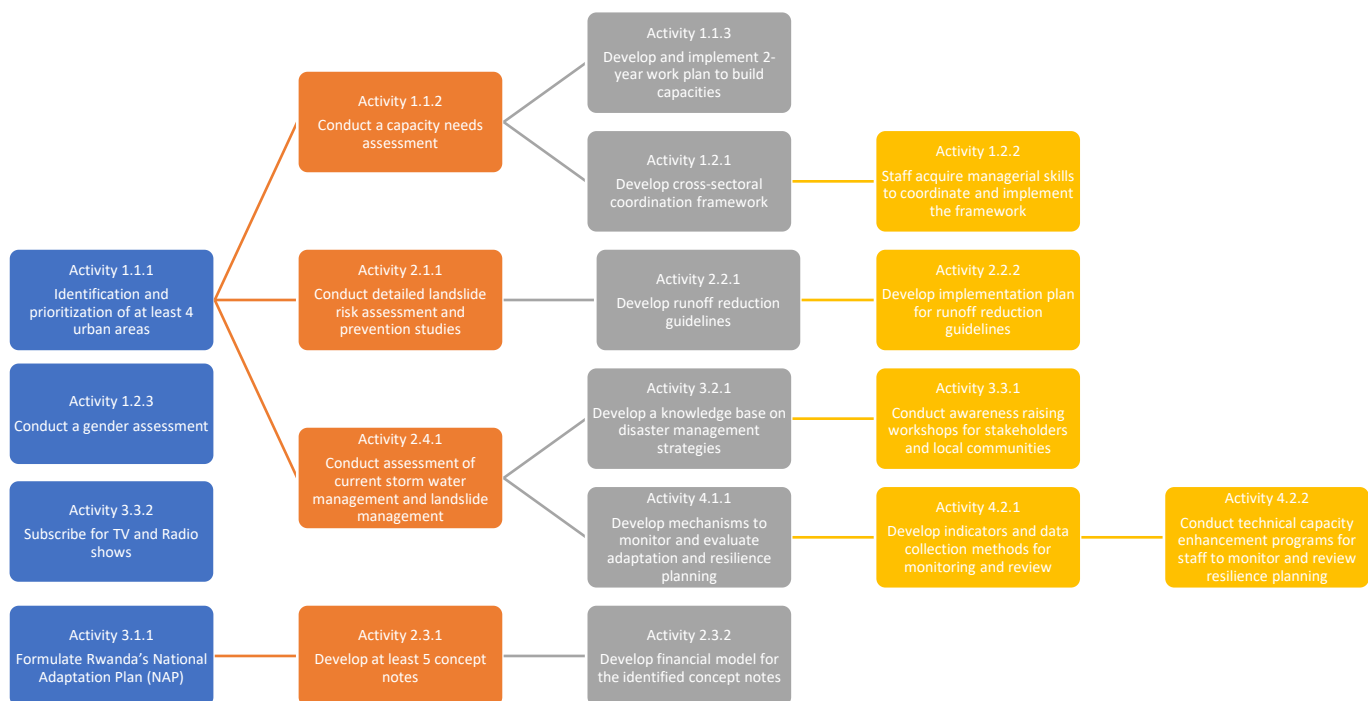 Activity 1.1.3
Develop and implement 2-
year work plan to build
capacities
Activity 1.1.2
Conduct a capacity needs
assessment
Activity 1.2.1
Develop cross-sectoral
coordination framework
Activity 1.2.2
Staff acquire managerial skills
to coordinate and implement
the framework
Activity 1.1.1
Identification and
prioritization of at least 4
urban areas
Activity 2.1.1
Conduct detailed landslide
risk assessment and
prevention studies
Activity 2.2.1
Develop runoff reduction
guidelines
Activity 2.2.2
Develop implementation plan
for runoff reduction
guidelines
Activity 1.2.3
Conduct a gender assessment
Activity 2.4.1
Conduct assessment of
current storm water
management and landslide
management
Activity 3.2.1
Develop a knowledge base on
disaster management
strategies
Activity 3.3.1
Conduct awareness raising
workshops for stakeholders
and local communities
Activity 3.3.2
Subscribe for TV and Radio
shows
Activity 4.1.1
Develop mechanisms to
monitor and evaluate
adaptation and resilience
planning
Activity 4.2.1
Develop indicators and data
collection methods for
monitoring and review
Activity 4.2.2
Conduct technical capacity
enhancement programs for
staff to monitor and review
resilience planning
Activity 3.1.1
Formulate Rwanda’s National
Adaptation Plan (NAP)
Activity 2.3.1
Develop at least 5 concept
notes
Activity 2.3.2
Develop financial model for
the identified concept notes